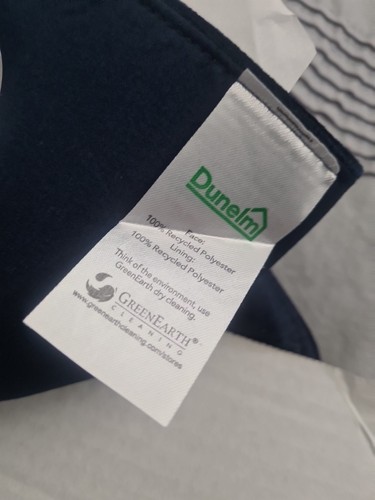 Dunelm
Face:
100% Recycled Polyester
Lining:
100% Recycled Polyester
Think of the environment, use
GreenEarth dry cleaning.
GREENEARTH®
CLEANING
www.greenearthcleaning.com/stores